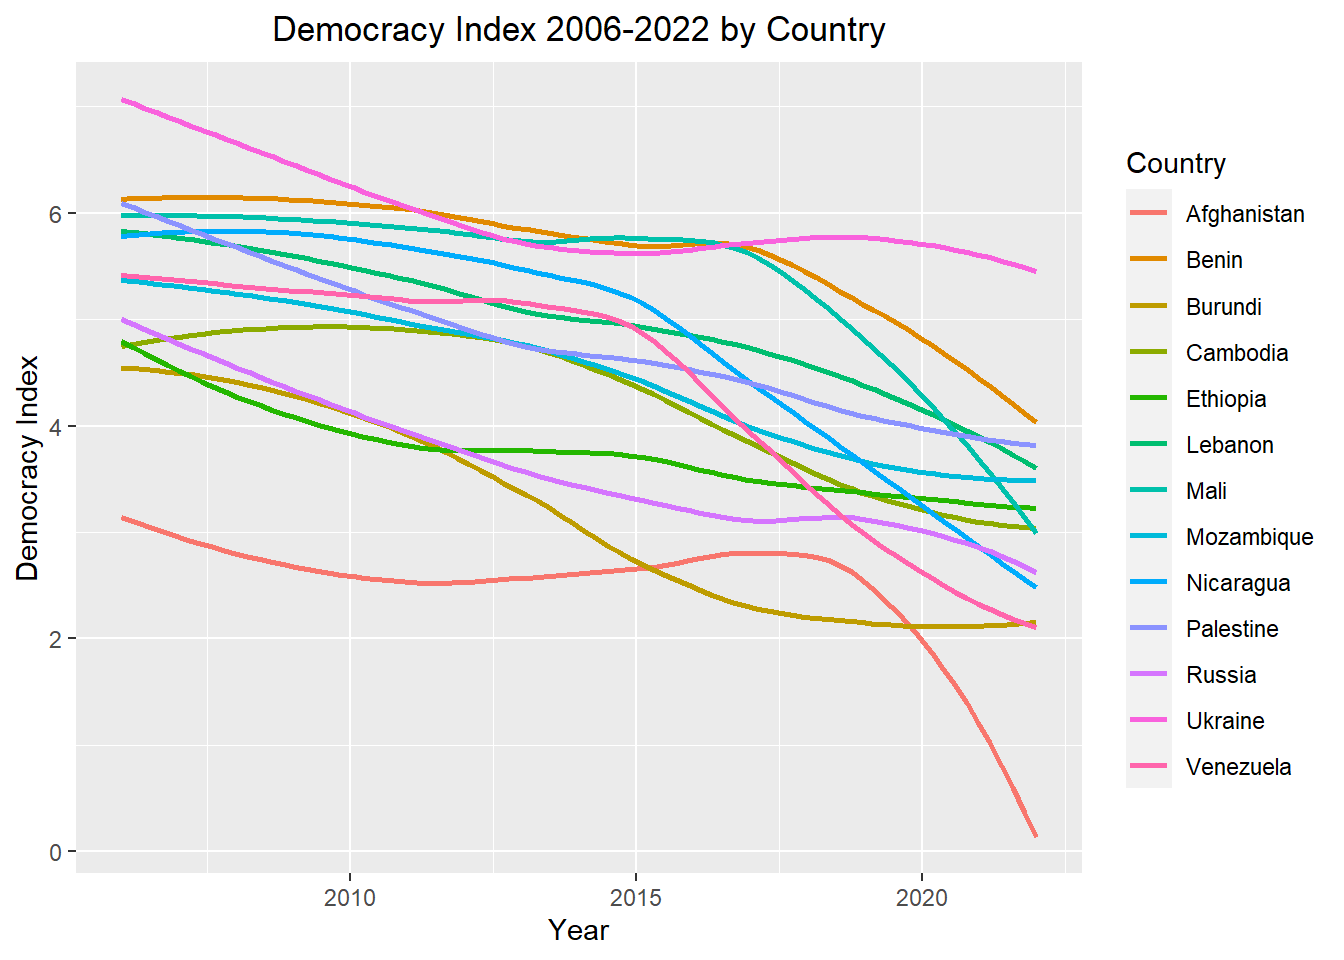 Democracy Index 2006-2022 by Country
Democracy Index
6
4
2
0
2010
2015
2020
Year
Country
Afghanistan
Benin
Burundi
Cambodia
Ethiopia
Lebanon
Mali
Mozambique
Nicaragua
Palestine
Russia
Ukraine
Venezuela